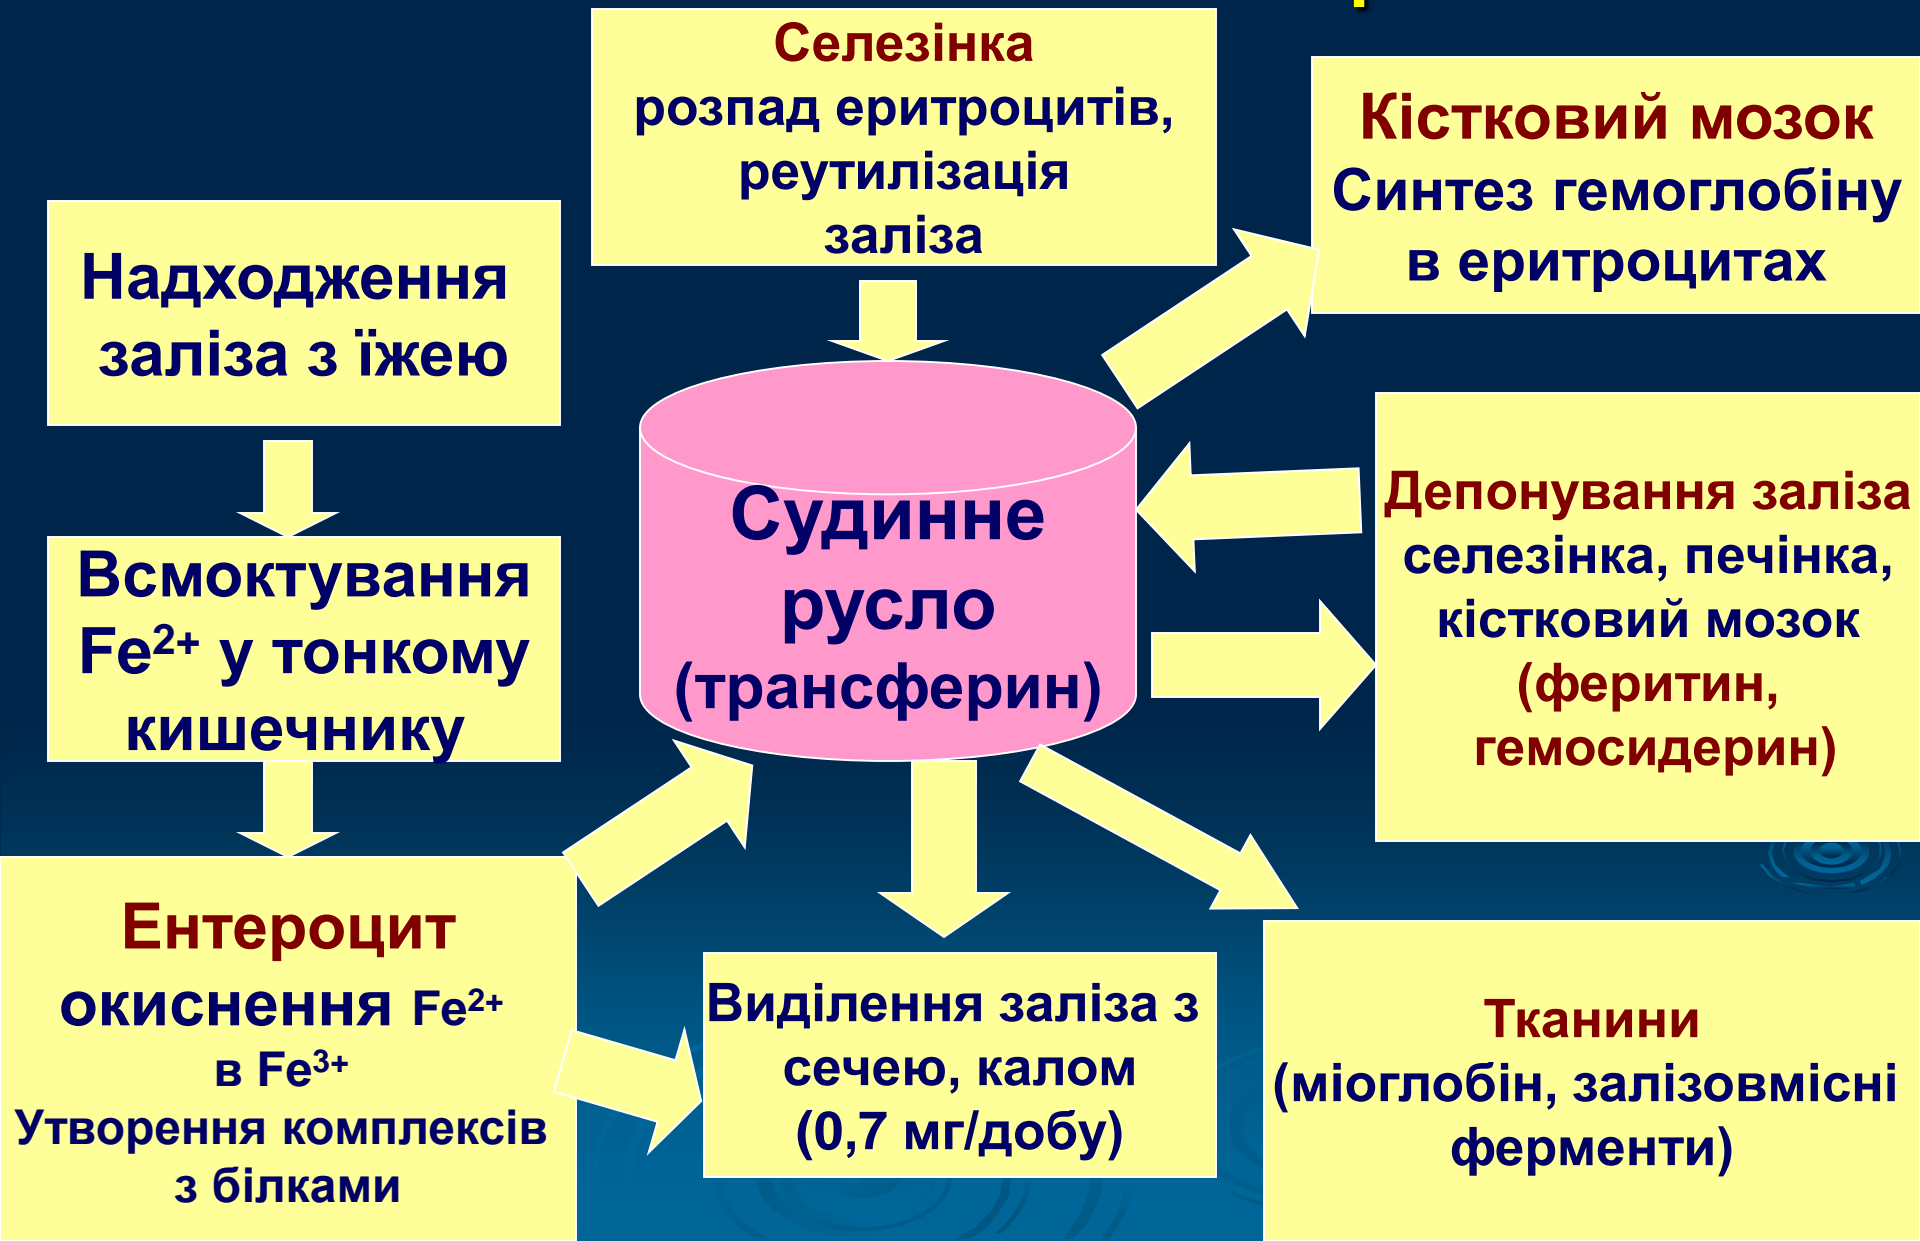 Селезінка
розпад еритроцитів,
реутилізація
заліза
Кістковий мозок
Синтез гемоглобіну
в еритроцитах
Надходження
заліза з їжею
Судинне
русло
(трансферин)
Депонування заліза
селезінка, печінка,
кістковий мозок
(феритин,
гемосидерин)
Всмоктування
Fe²⁺ у тонкому
кишечнику
Ентероцит
окиснення Fe²⁺
в Fe³⁺
Утворення комплексів
з білками
Виділення заліза з
сечею, калом
(0,7 мг/добу)
Тканини
(міоглобін, залізовмісні
ферменти)